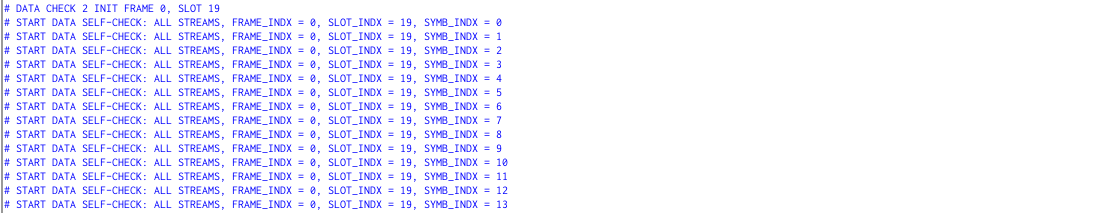 # DATA CHECK 2 INIT FRAME 0, SLOT 19
# START DATA SELF-CHECK: ALL STREAMS, FRAME_INDX = 0, SLOT_INDX = 19, SYMB_INDX = 0
# START DATA SELF-CHECK: ALL STREAMS, FRAME_INDX = 0, SLOT_INDX = 19, SYMB_INDX = 1
# START DATA SELF-CHECK: ALL STREAMS, FRAME_INDX = 0, SLOT_INDX = 19, SYMB_INDX = 2
# START DATA SELF-CHECK: ALL STREAMS, FRAME_INDX = 0, SLOT_INDX = 19, SYMB_INDX = 3
# START DATA SELF-CHECK: ALL STREAMS, FRAME_INDX = 0, SLOT_INDX = 19, SYMB_INDX = 4
# START DATA SELF-CHECK: ALL STREAMS, FRAME_INDX = 0, SLOT_INDX = 19, SYMB_INDX = 5
# START DATA SELF-CHECK: ALL STREAMS, FRAME_INDX = 0, SLOT_INDX = 19, SYMB_INDX = 6
# START DATA SELF-CHECK: ALL STREAMS, FRAME_INDX = 0, SLOT_INDX = 19, SYMB_INDX = 7
# START DATA SELF-CHECK: ALL STREAMS, FRAME_INDX = 0, SLOT_INDX = 19, SYMB_INDX = 8
# START DATA SELF-CHECK: ALL STREAMS, FRAME_INDX = 0, SLOT_INDX = 19, SYMB_INDX = 9
# START DATA SELF-CHECK: ALL STREAMS, FRAME_INDX = 0, SLOT_INDX = 19, SYMB_INDX = 10
# START DATA SELF-CHECK: ALL STREAMS, FRAME_INDX = 0, SLOT_INDX = 19, SYMB_INDX = 11
# START DATA SELF-CHECK: ALL STREAMS, FRAME_INDX = 0, SLOT_INDX = 19, SYMB_INDX = 12
# START DATA SELF-CHECK: ALL STREAMS, FRAME_INDX = 0, SLOT_INDX = 19, SYMB_INDX = 13